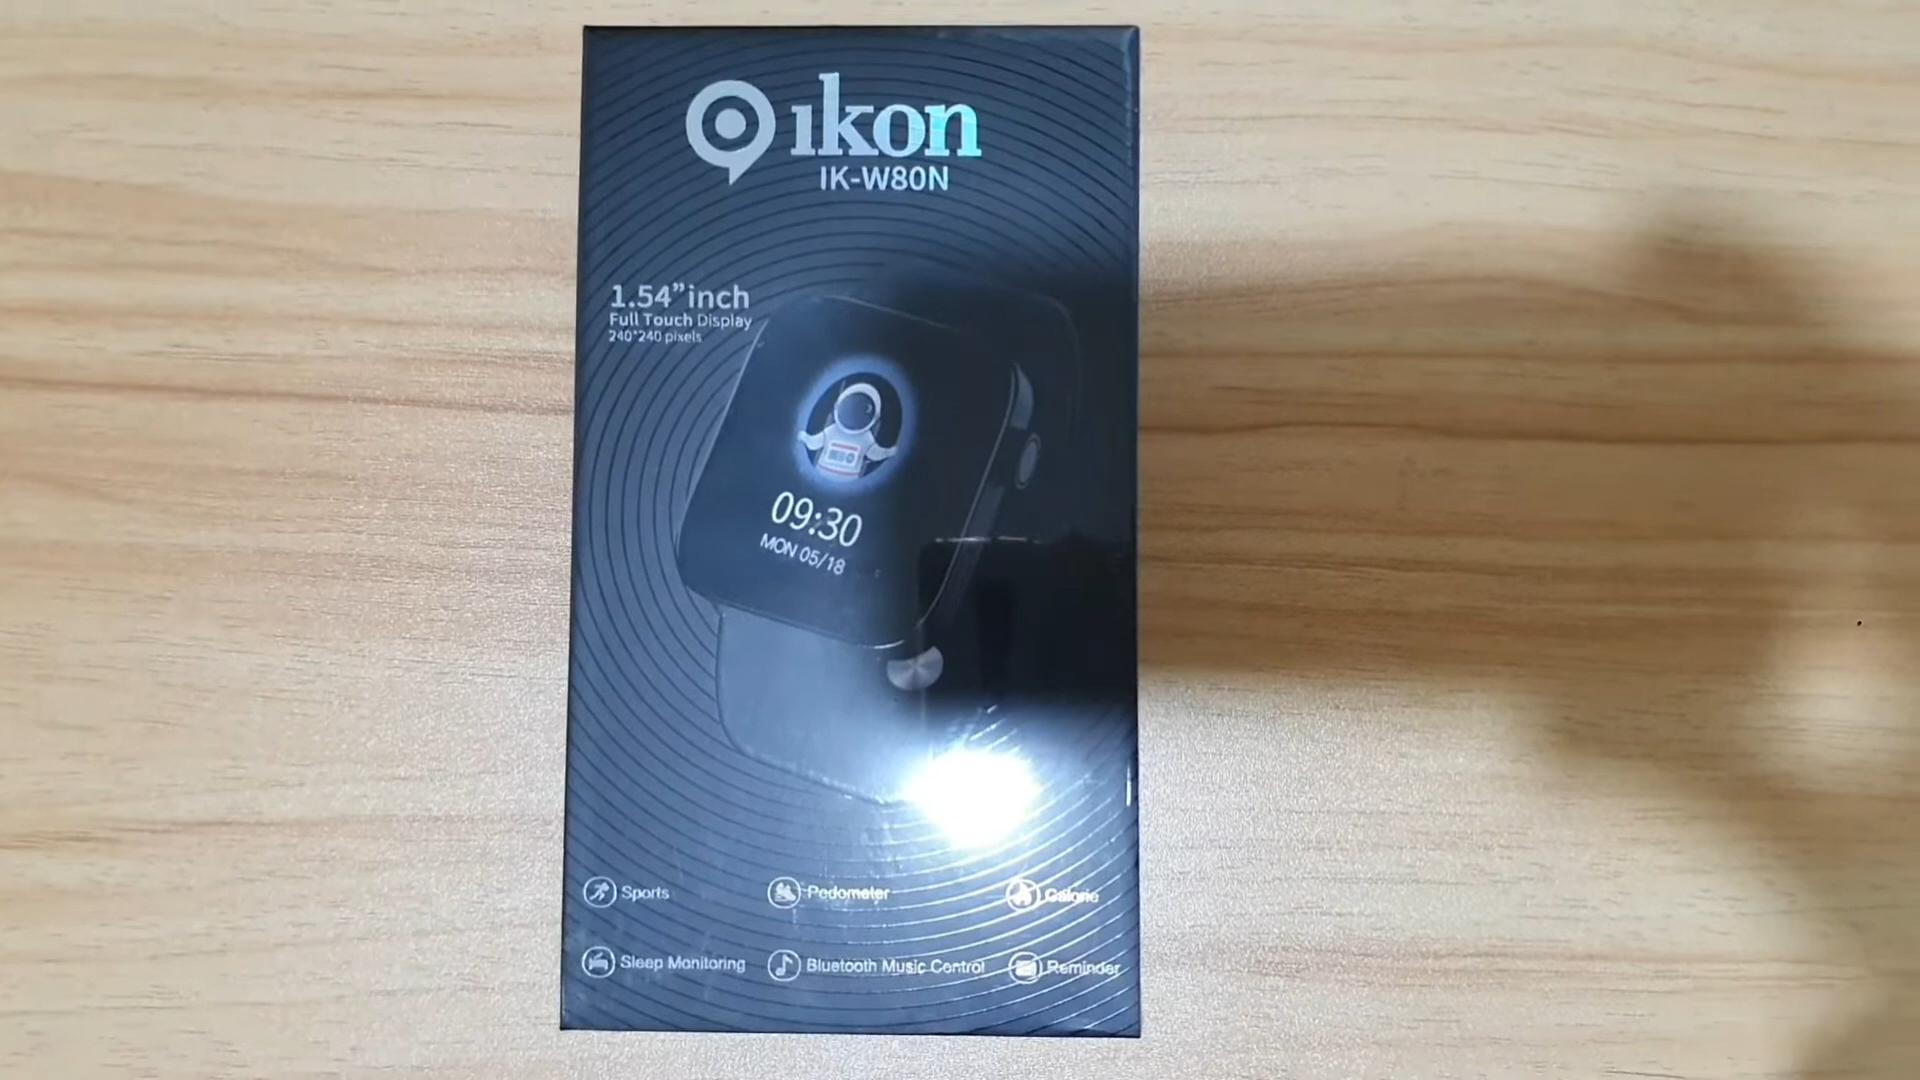 ıkon
IK-W80N
1.54”inch
Full Touch Display
240*240 pixels
09:30
MON 05/18
Sports
Pedometer
Calorie
Sleep Monitoring
Bluetooth Music Control
Reminder